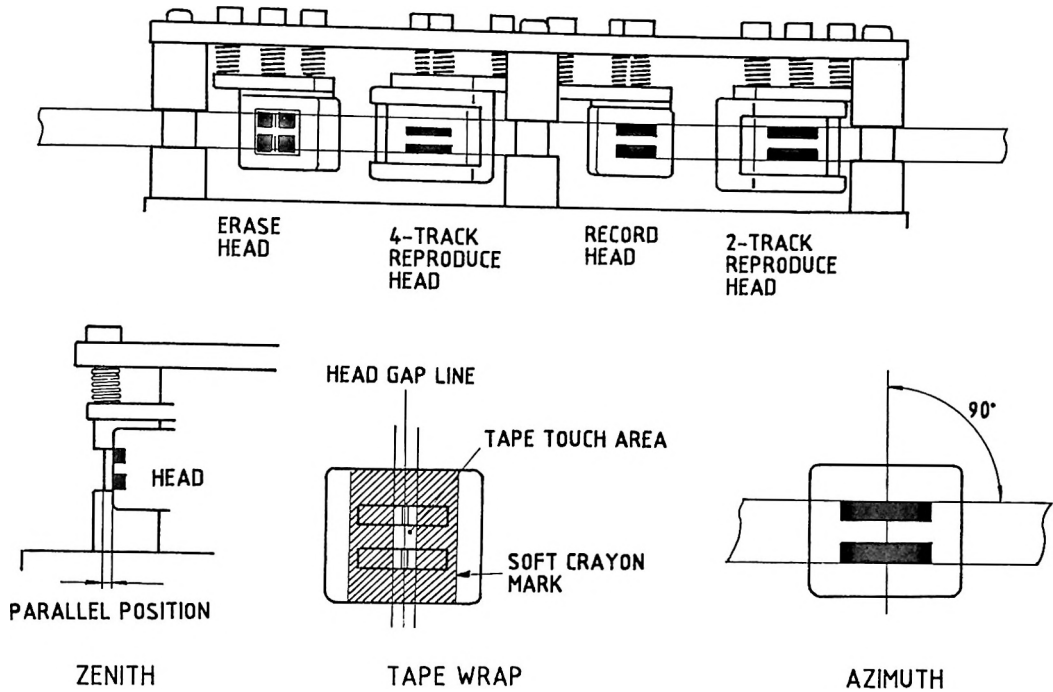 ERASE
HEAD
4-TRACK
REPRODUCE
HEAD
RECORD
HEAD
2-TRACK
REPRODUCE
HEAD
HEAD
PARALLEL POSITION
ZENITH
HEAD GAP LINE
TAPE TOUCH AREA
SOFT CRAYON
MARK
TAPE WRAP
90°
AZIMUTH